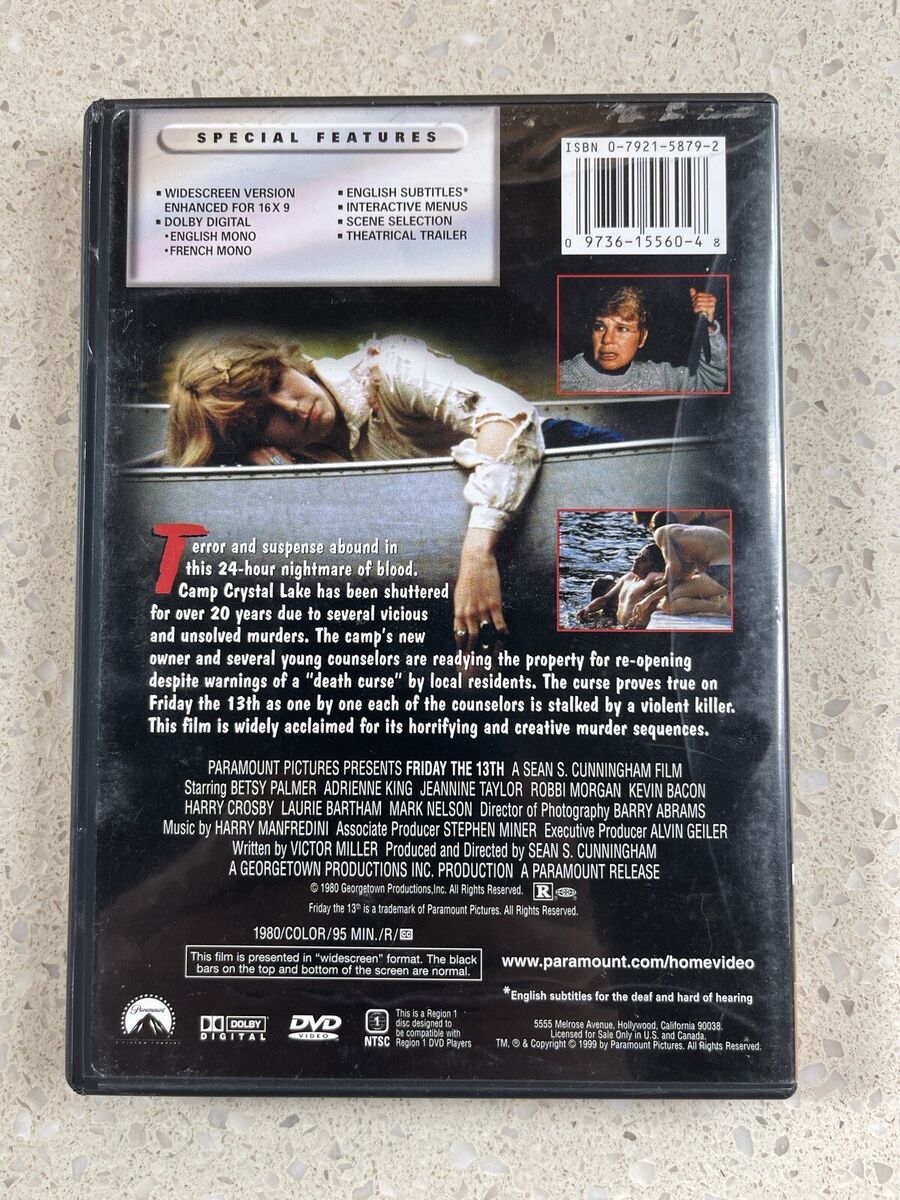 SPECIAL FEATURES
▪ WIDESCREEN VERSION
ENHANCED FOR 16 X 9
▪ DOLBY DIGITAL
•ENGLISH MONO
•FRENCH MONO
▪ ENGLISH SUBTITLES*
▪ INTERACTIVE MENUS
▪ SCENE SELECTION
▪ THEATRICAL TRAILER
ISBN 0-7921-5879-2
0 9736-15560-4 8
Terror and suspense abound in
this 24-hour nightmare of blood.
Camp Crystal Lake has been shuttered
for over 20 years due to several vicious
and unsolved murders. The camp's new
owner and several young counselors are readying the property for re-opening
despite warnings of a "death curse" by local residents. The curse proves true on
Friday the 13th as one by one each of the counselors is stalked by a violent killer.
This film is widely acclaimed for its horrifying and creative murder sequences.
PARAMOUNT PICTURES PRESENTS FRIDAY THE 13TH A SEAN S. CUNNINGHAM FILM
Starring BETSY PALMER ADRIENNE KING JEANNINE TAYLOR ROBBI MORGAN KEVIN BACON
HARRY CROSBY LAURIE BARTHAM MARK NELSON Director of Photography BARRY ABRAMS
Music by HARRY MANFREDINI Associate Producer STEPHEN MINER Executive Producer ALVIN GEILER
Written by VICTOR MILLER Produced and Directed by SEAN S. CUNNINGHAM
A GEORGETOWN PRODUCTIONS INC. PRODUCTION A PARAMOUNT RELEASE
© 1980 Georgetown Productions,Inc. All Rights Reserved. R
Friday the 13th is a trademark of Paramount Pictures. All Rights Reserved.
1980/COLOR/95 MIN./R/CC
This film is presented in "widescreen" format. The black
bars on the top and bottom of the screen are normal.
www.paramount.com/homevideo
*English subtitles for the deaf and hard of hearing
Paramount
DOLBY
DIGITAL
DVD
VIDEO
1
NTSC
This is a Region 1
disc designed to
be compatible with
Region 1 DVD Players
5555 Melrose Avenue, Hollywood, California 90038.
Licensed for Sale Only in U.S. and Canada.
TM, ® & Copyright © 1999 by Paramount Pictures. All Rights Reserved.